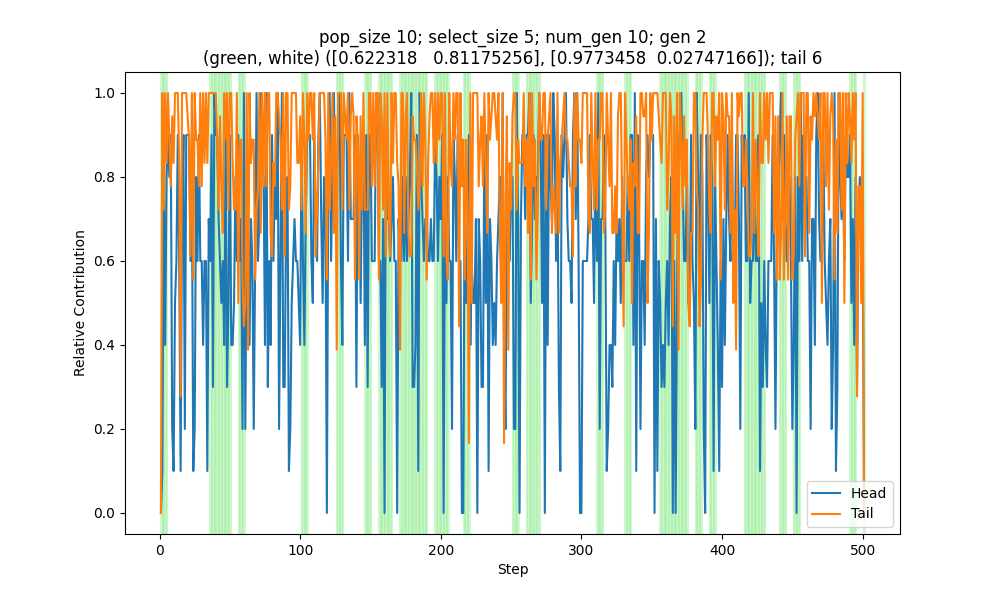 pop_size 10; select_size 5; num_gen 10; gen 2
(green, white) ([0.622318   0.81175256], [0.9773458  0.02747166]); tail 6
1.0
0.8
0.6
0.4
0.2
0.0
Relative Contribution
Head
Tail
0
100
200
300
400
500
Step